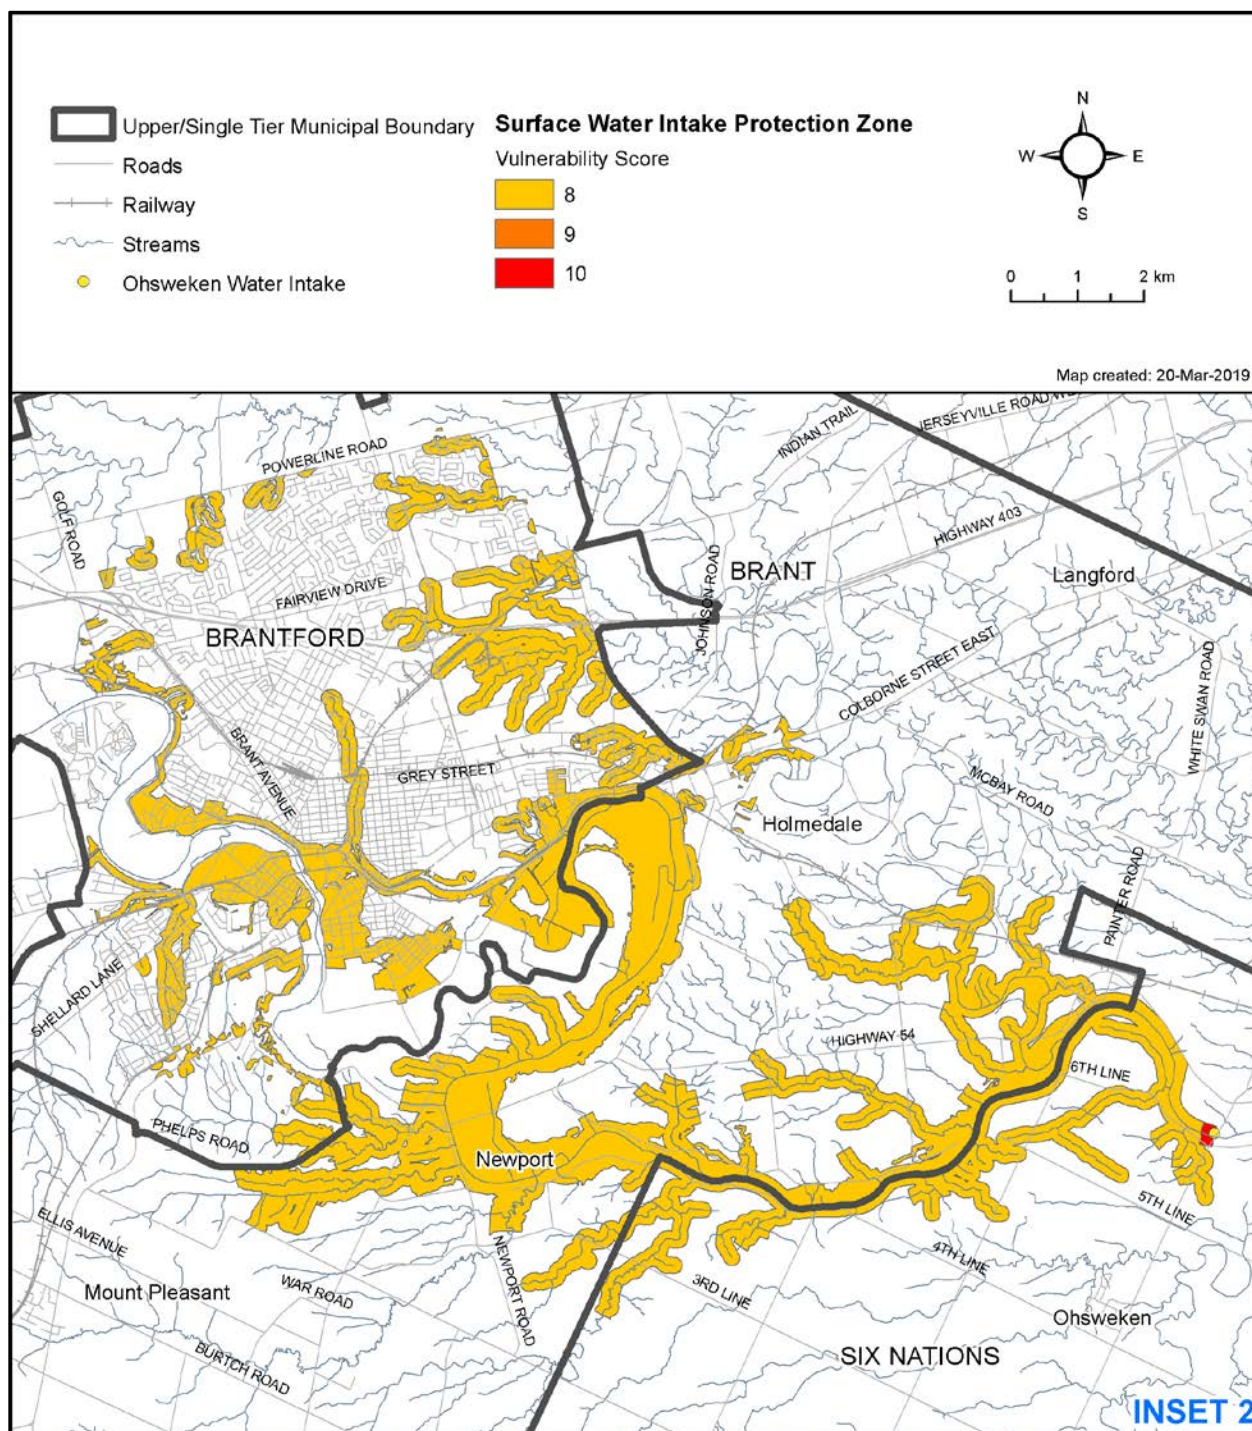 Upper/Single Tier Municipal Boundary
Roads
Railway
Streams
Ohsweken Water Intake
Surface Water Intake Protection Zone
Vulnerability Score
8
9
10
N
W E
S
0 1 2 km
Map created: 20-Mar-2019
INDIAN TRAIL
POWERLINE ROAD
GOLF ROAD
HIGHWAY 403
JOHNSON ROAD
BRANT
Langford
FAIRVIEW DRIVE
BRANTFORD
COLBORNE STREET EAST
WHITE SWAN ROAD
BRANT AVENUE
GREY STREET
MCBAY ROAD
Holmedale
PAINTER ROAD
SHELLARD LANE
HIGHWAY 54
6TH LINE
PHELPS ROAD
Newport
5TH LINE
ELLIS AVENUE
4TH LINE
NEWPORT ROAD
WAR ROAD
3RD LINE
Mount Pleasant
Ohsweken
BURTCH ROAD
SIX NATIONS
INSET 2